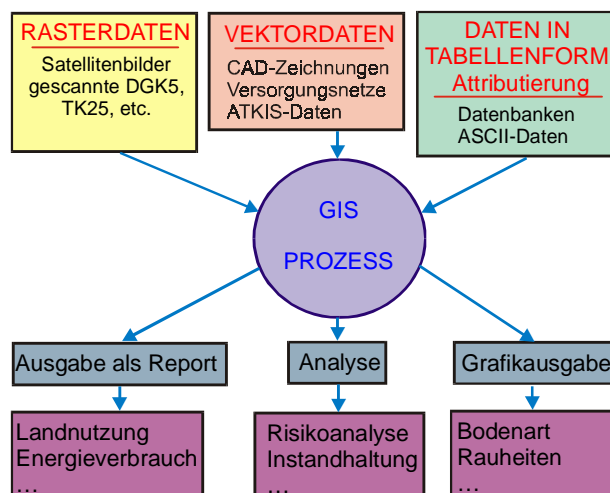 RASTERDATEN
Satellitenbilder
gescannte DGK5,
TK25, etc.
VEKTORDATEN
CAD-Zeichnungen
Versorgungsnetze
ATKIS-Daten
DATEN IN
TABELLENFORM
Attributierung
Datenbanken
ASCII-Daten
GIS
PROZESS
Ausgabe als Report
Analyse
Grafikausgabe
Landnutzung
Energieverbrauch
...
Risikoanalyse
Instandhaltung
...
Bodenart
Rauheiten
...